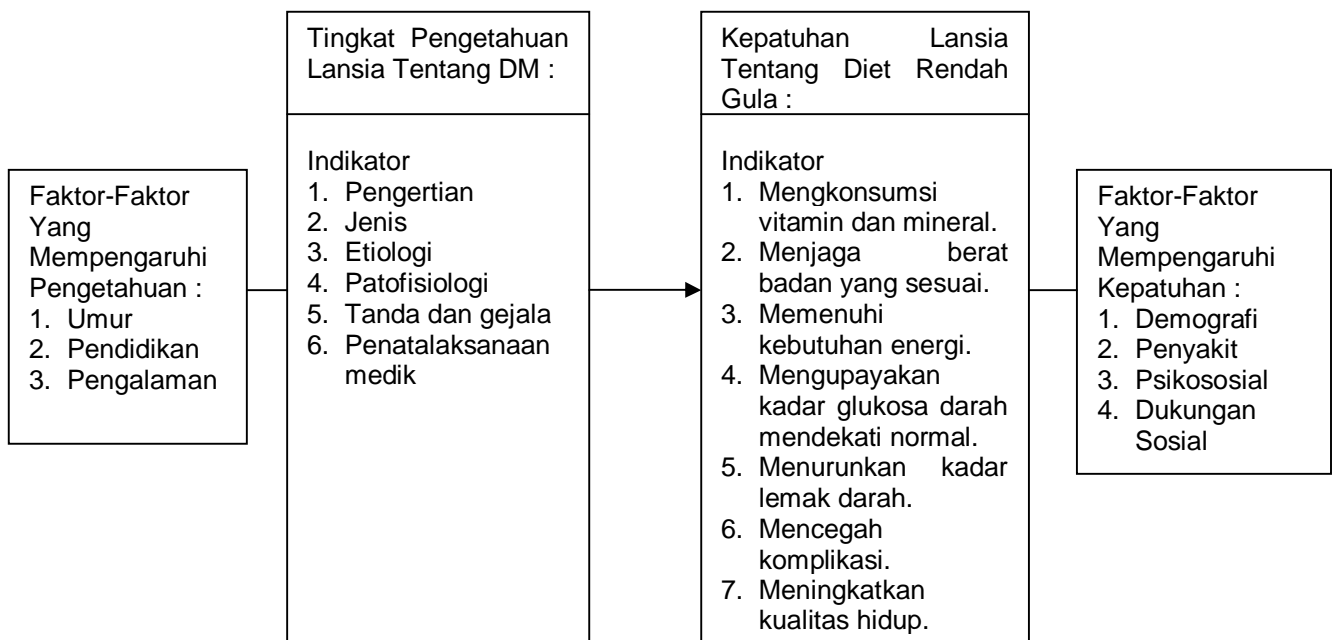 Faktor-Faktor
Yang
Mempengaruhi
Pengetahuan :
1. Umur
2. Pendidikan
3. Pengalaman
Tingkat Pengetahuan
Lansia Tentang DM :
Indikator
1. Pengertian
2. Jenis
3. Etiologi
4. Patofisiologi
5. Tanda dan gejala
6. Penatalaksanaan
medik
Kepatuhan Lansia
Tentang Diet Rendah
Gula :
Indikator
1. Mengkonsumsi
vitamin dan mineral.
2. Menjaga berat
badan yang sesuai.
3. Memenuhi
kebutuhan energi.
4. Mengupayakan
kadar glukosa darah
mendekati normal.
5. Menurunkan kadar
lemak darah.
6. Mencegah
komplikasi.
7. Meningkatkan
kualitas hidup.
Faktor-Faktor
Yang
Mempengaruhi
Kepatuhan :
1. Demografi
2. Penyakit
3. Psikososial
4. Dukungan
Sosial